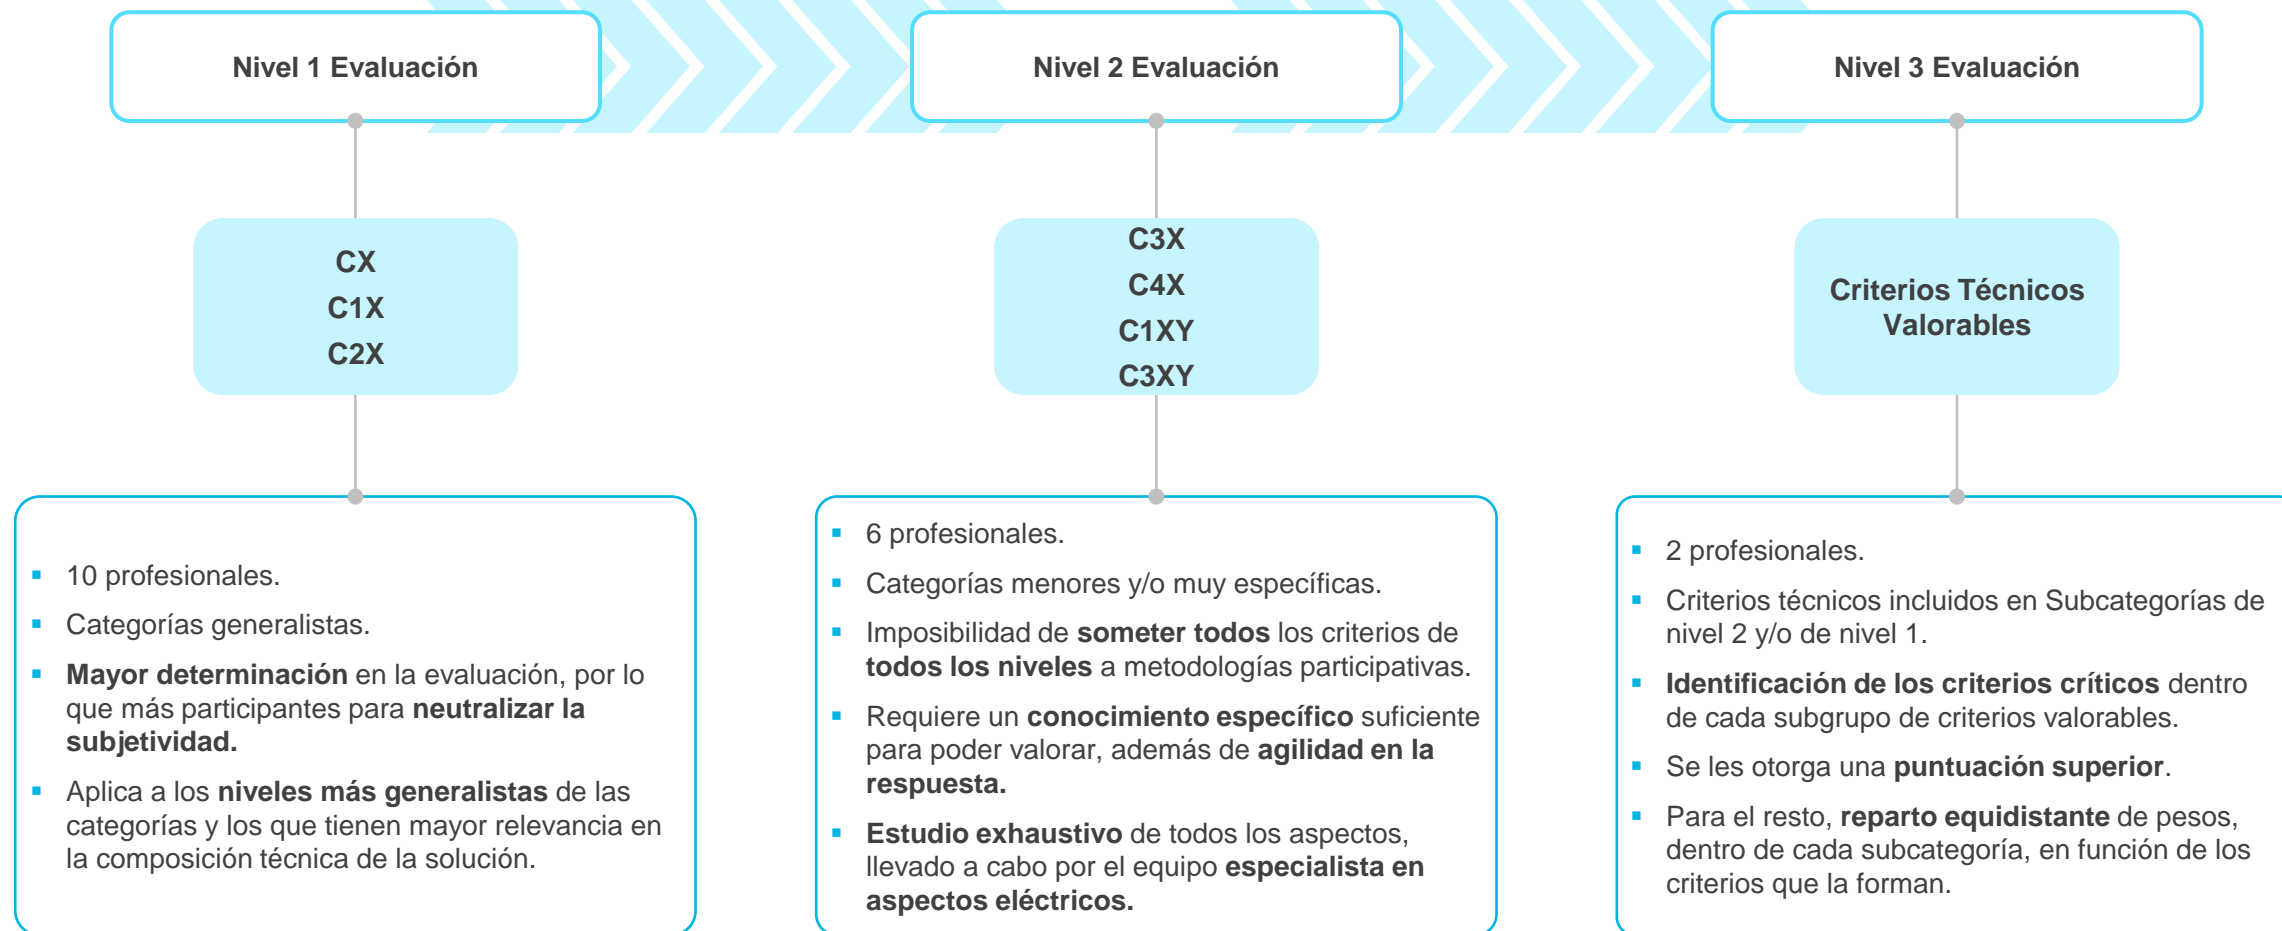 Nivel 1 Evaluación
Nivel 2 Evaluación
Nivel 3 Evaluación
CX
C1X
C2X
C3X
C4X
C1XY
C3XY
Criterios Técnicos
Valorables
10 profesionales.
Categorías generalistas.
Mayor determinación en la evaluación, por lo
que más participantes para neutralizar la
subjetividad.
Aplica a los niveles más generalistas de las
categorías y los que tienen mayor relevancia en
la composición técnica de la solución.
6 profesionales.
Categorías menores y/o muy específicas.
Imposibilidad de someter todos los criterios de
todos los niveles a metodologías participativas.
Requiere un conocimiento específico suficiente
para poder valorar, además de agilidad en la
respuesta.
Estudio exhaustivo de todos los aspectos,
llevado a cabo por el equipo especialista en
aspectos eléctricos.
2 profesionales.
Criterios técnicos incluidos en Subcategorías de
nivel 2 y/o de nivel 1.
Identificación de los criterios críticos dentro
de cada subgrupo de criterios valorables.
Se les otorga una puntuación superior.
Para el resto, reparto equidistante de pesos,
dentro de cada subcategoría, en función de los
criterios que la forman.